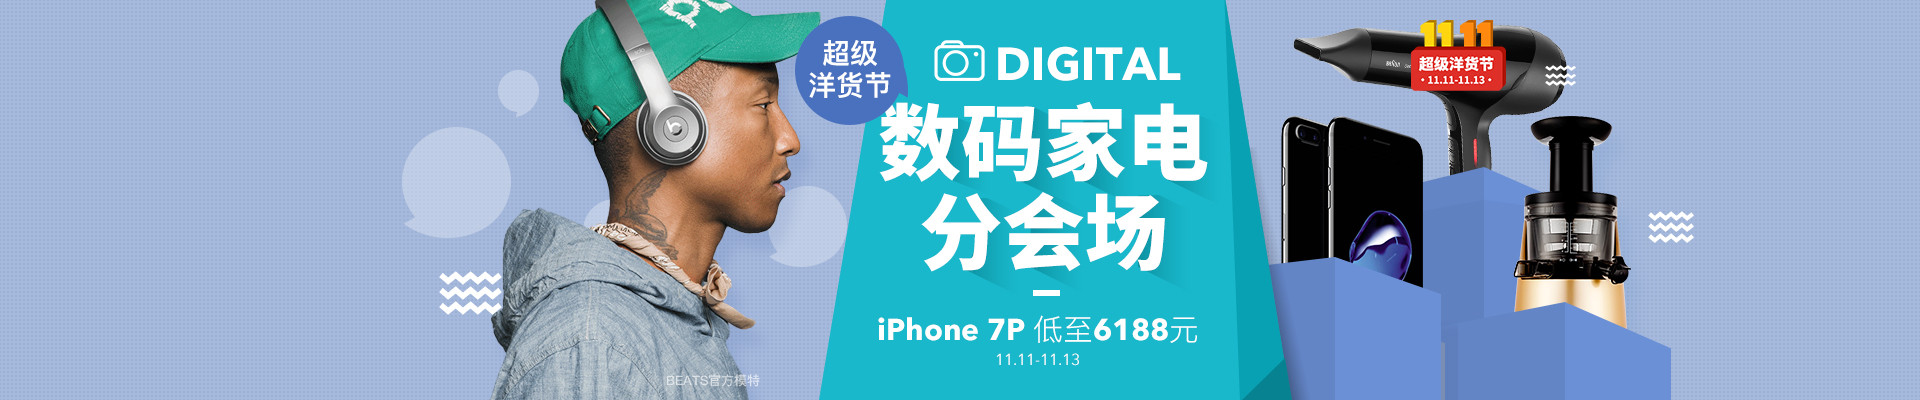 超级
洋货节
DIGITAL
数码家电
分会场
iPhone 7P 低至6188元
11.11-11.13
BEATS官方模特
11 11
超级洋货节
·11.11-11.13·